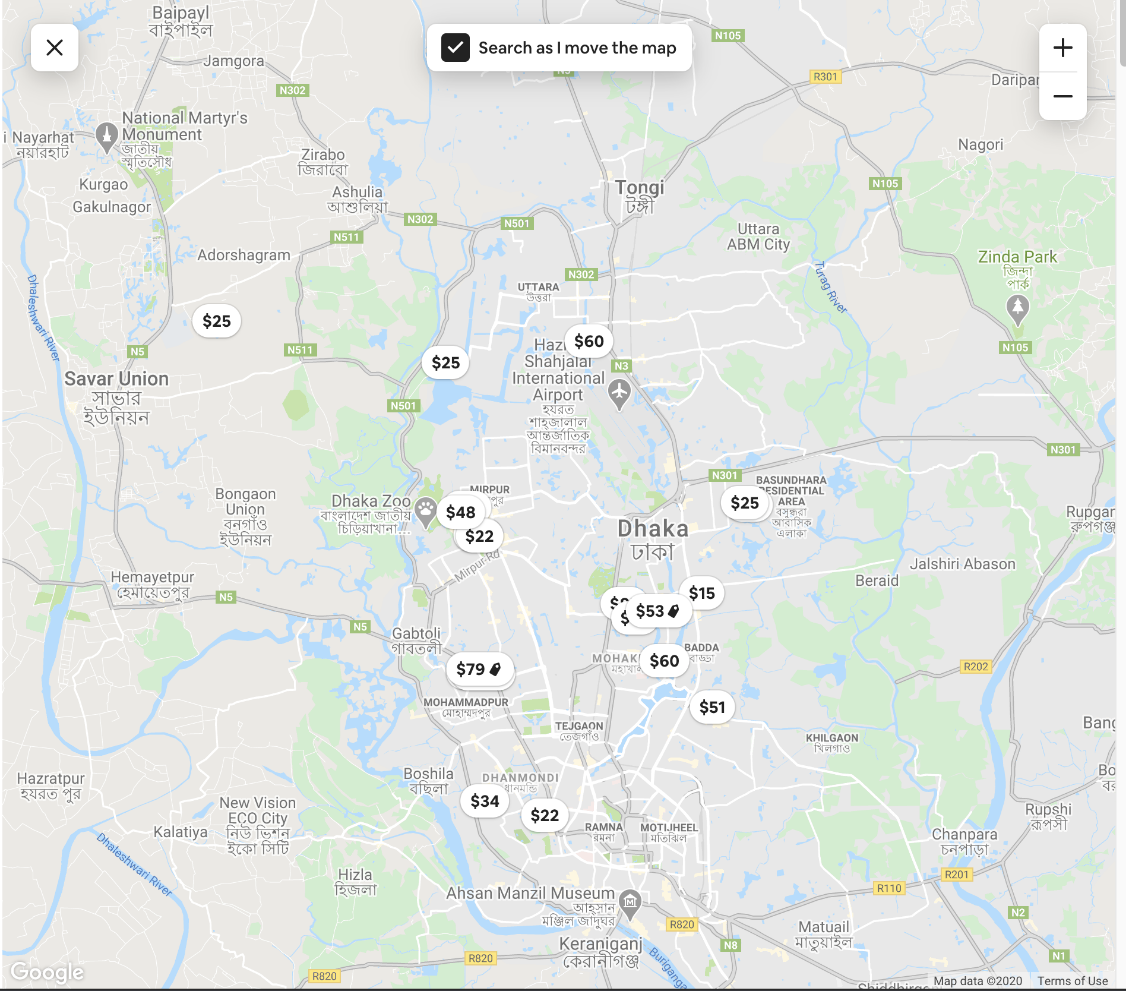 Baipayl
বাইপাইল
Search as I move the map
N105
Jamgora
R301
N302
National Martyr's
Monument
জাতীয়
স্মৃতিসৌধ
i Nayarhat
নয়ারহাট
Zirabo
জিরাবো
Nagori
Kurgao
Gakulnagor
Ashulia
আশুলিয়া
Tongi
টঙ্গী
N105
N302
N501
N511
Uttara
ABM City
Adorshagram
Zinda Park
জিন্দা
পার্ক
N302
Turag River
Dhaleshwari River
UTTARA
উত্তরা
$25
$60
N5
N511
$25
Shahjalal
International
Airport
হযরত
শাহজালাল
আন্তর্জাতিক
বিমানবন্দর
N3
N105
Savar Union
সাভার
ইউনিয়ন
N501
N301
N301
MIRPUR
BASUNDHARA
RESIDENTIAL
AREA
বসুন্ধরা
আবাসিক
এলাকা
$25
Bongaon
Union
বনগাঁও
ইউনিয়ন
Dhaka Zoo
বাংলাদেশ জাতীয়
চিড়িয়াখানা...
$48
$22
Dhaka
ঢাকা
Mirpur-Rd
Jalshiri Abason
Beraid
Hemayetpur
হেমায়েতপুর
N5
$15
$53
N5
Gabtoli
গাবতলী
BADDA
$60
R202
$79
MOHAMMADPUR
মোহাম্মদপুর
$51
TEJGAON
তেজগাঁও
KHILGAON
খিলগাঁও
Hazratpur
হযরত পুর
Boshila
বছিলা
DHANMONDI
$34
$22
New Vision
ECO City
নিউ ভিশন
ইকো সিটি
Kalatiya
RAMNA
রমনা
MOTIJHEEL
মতিঝিল
Rupshi
রূপসী
Chanpara
চনপাড়া
Dhaleshwari River
Hizla
হিজলা
R201
R110
Ahsan Manzil Museum
আহসান
মঞ্জিল জাদুঘর
N2
R820
Matuail
মাতুয়াইল
Keraniganj
কেরানীগঞ্জ
N8
R820
N1
R820
Google
Map data ©2020
Terms of Use